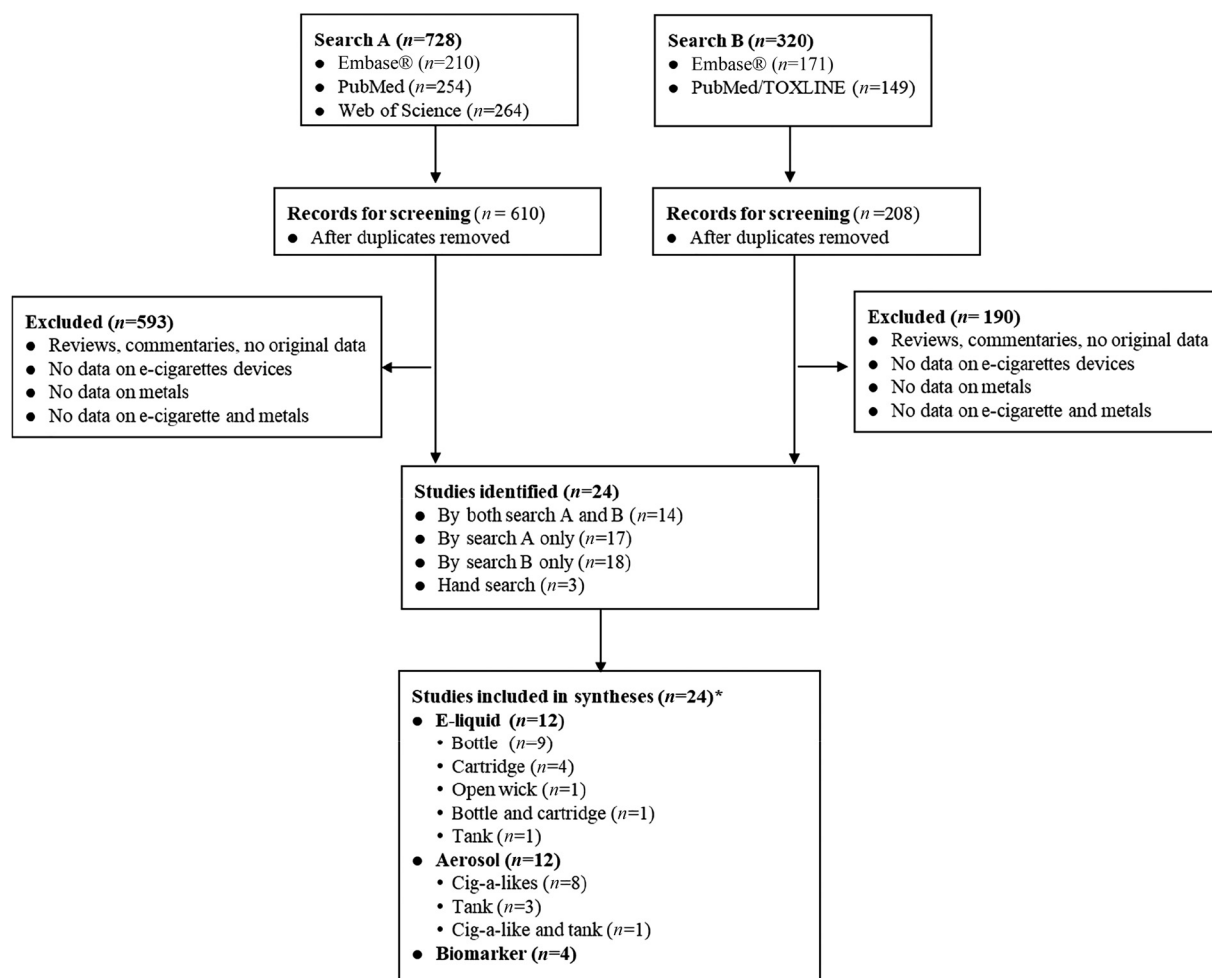 Search A (n=728)
● Embase® (n=210)
● PubMed (n=254)
● Web of Science (n=264)
Search B (n=320)
● Embase® (n=171)
● PubMed/TOXLINE (n=149)
Records for screening (n = 610)
● After duplicates removed
Records for screening (n =208)
● After duplicates removed
Excluded (n=593)
● Reviews, commentaries, no original data
● No data on e-cigarettes devices
● No data on metals
● No data on e-cigarette and metals
Excluded (n= 190)
● Reviews, commentaries, no original data
● No data on e-cigarettes devices
● No data on metals
● No data on e-cigarette and metals
Studies identified (n=24)
● By both search A and B (n=14)
● By search A only (n=17)
● By search B only (n=18)
● Hand search (n=3)
Studies included in syntheses (n=24)*
● E-liquid (n=12)
• Bottle (n=9)
• Cartridge (n=4)
• Open wick (n=1)
• Bottle and cartridge (n=1)
• Tank (n=1)
● Aerosol (n=12)
• Cig-a-likes (n=8)
• Tank (n=3)
• Cig-a-like and tank (n=1)
● Biomarker (n=4)